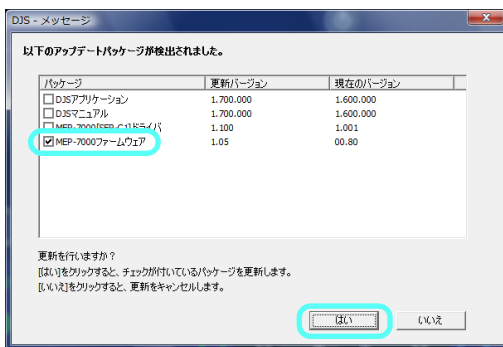 DJS - メッセージ
以下のアップデートパッケージが検出されました。
パッケージ 更新バージョン 現在のバージョン
DJSアプリケーション 1.700.000 1.600.000
DJSマニュアル 1.700.000 1.600.000
MEP-7000[SEP-C1]ドライバ 1.100 1.001
MEP-7000ファームウェア 1.05 00.80
更新を行いますか？
[はい]をクリックすると、チェックが付いているパッケージを更新します。
[いいえ]をクリックすると、更新をキャンセルします。
はい いいえ